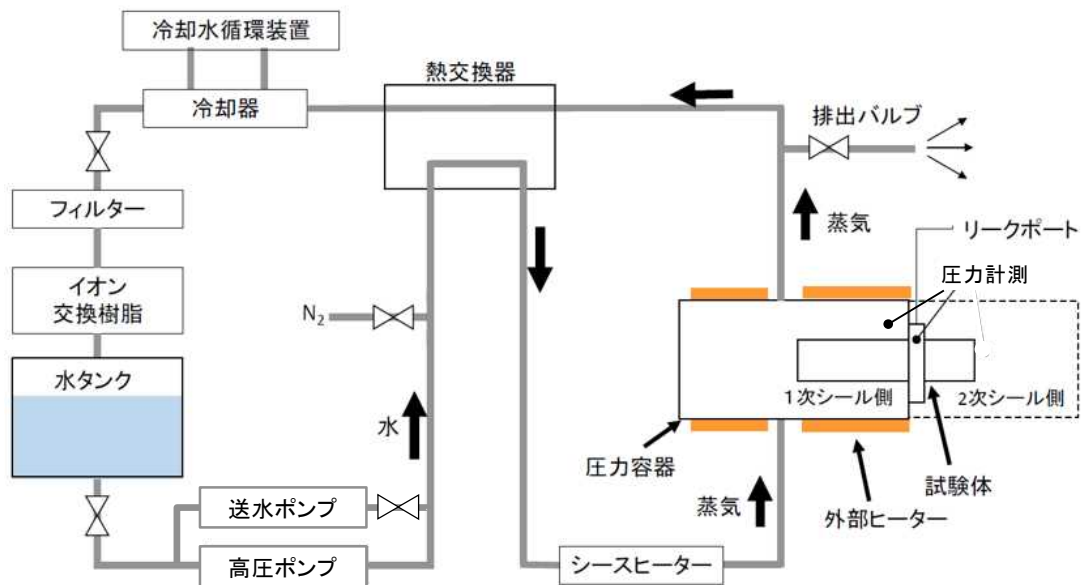 冷却水循環装置
冷却器
熱交換器
排出バルブ
フィルター
蒸気
リークポート
圧力計測
イオン
交換樹脂
N₂
水タンク
水
1次シール側
2次シール側
圧力容器
試験体
外部ヒーター
蒸気
送水ポンプ
高圧ポンプ
シースヒーター